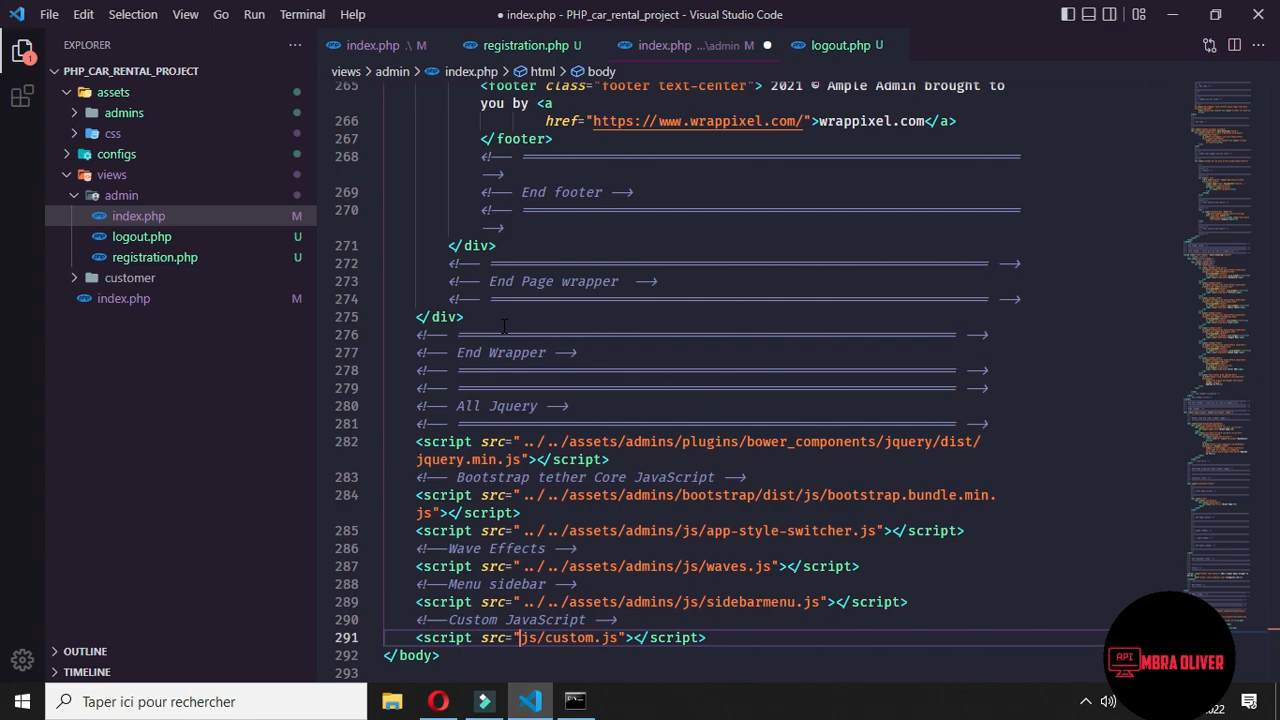 File Edit Selection View Go Run Terminal Help
● index.php - PHP_car_rental_project - Visual Studio Code
EXPLORER
PHP_CAR_RENTAL_PROJECT
assets
admins
css
configs
views
admin
index.php M
logout.php U
registration.php U
customer
index.php M
OUTLINE
TIMELINE
1
index.php .\ M registration.php U index.php ...\admin M ● logout.php U
views > admin > index.php > html > body
265 <footer class="footer text-center"> 2021 © Ample Admin brought to
you by <a
266 href="https://www.wrappixel.com/">wrappixel.com</a>
267 </footer>
268 <!-- ============================================================== 
-->
269 <!-- End footer -->
270 <!-- ============================================================== 
-->
271 </div>
272 <!-- ============================================================== -->
273 <!-- End Page wrapper  -->
274 <!-- ============================================================== -->
275 </div>
276 <!-- ============================================================== -->
277 <!-- End Wrapper -->
278 <!-- ============================================================== -->
279 <!-- ============================================================== -->
280 <!-- All Jquery -->
281 <!-- ============================================================== -->
282 <script src="../../assets/admins/plugins/bower_components/jquery/dist/
jquery.min.js"></script>
283 <!-- Bootstrap tether Core JavaScript -->
284 <script src="../../assets/admins/bootstrap/dist/js/bootstrap.bundle.min.
js"></script>
285 <script src="../../assets/admins/js/app-style-switcher.js"></script>
286 <!--Wave Effects -->
287 <script src="../../assets/admins/js/waves.js"></script>
288 <!--Menu sidebar -->
289 <script src="../../assets/admins/js/sidebarmenu.js"></script>
290 <!--Custom JavaScript -->
291 <script src="js/custom.js"></script>
292 </body>
293
API
MBRA OLIVER
Taper ici pour rechercher
2022